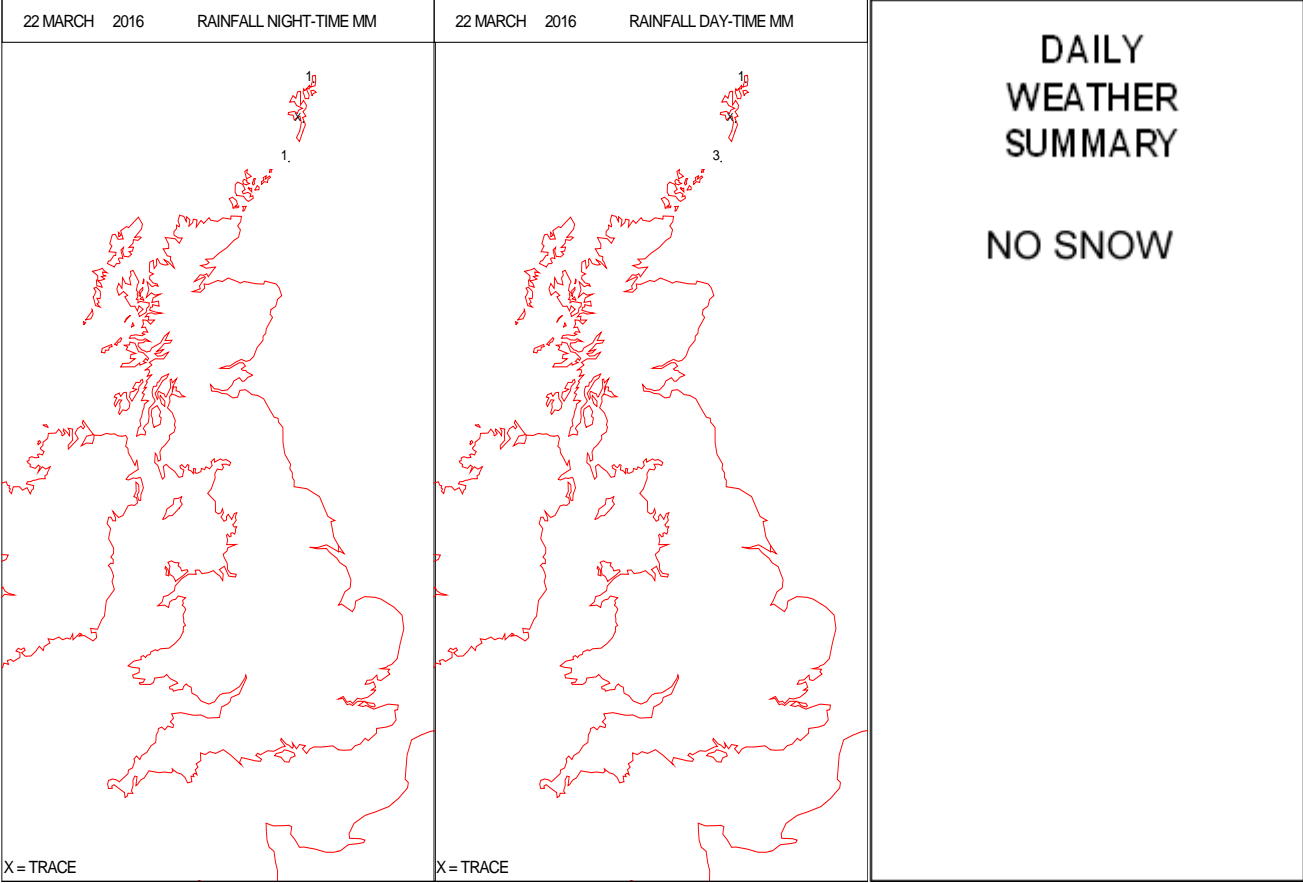 22 MARCH 2016 RAINFALL NIGHT-TIME MM
1
X
1.
X = TRACE
22 MARCH 2016 RAINFALL DAY-TIME MM
1
X
3.
X = TRACE
DAILY
WEATHER
SUMMARY
NO SNOW